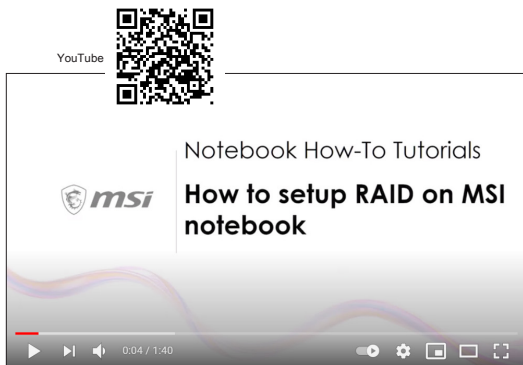 YouTube
Notebook How-To Tutorials
msi
How to setup RAID on MSI
notebook
0:04 / 1:40